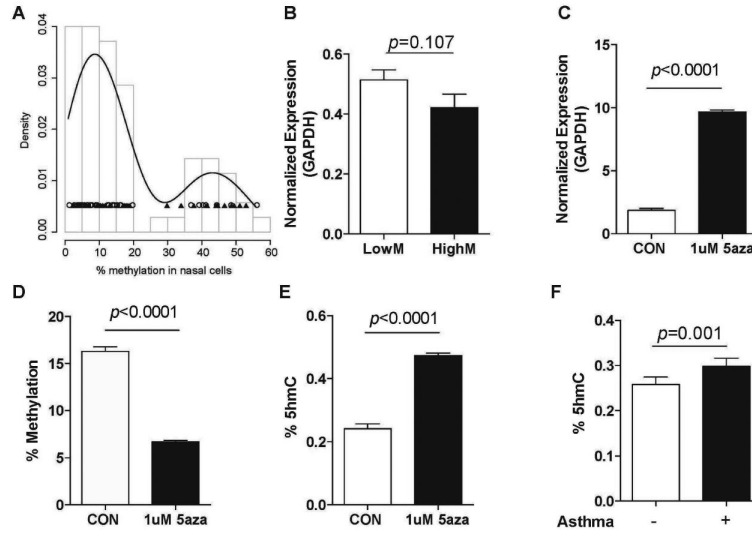 A
0.04
0.03
0.02
0.01
0.00
Density
0 10 20 30 40 50 60
% methylation in nasal cells
B
p=0.107
0.6
0.4
0.2
0.0
Normalized Expression
(GAPDH)
LowM HighM
C
p<0.0001
15
10
5
0
Normalized Expression
(GAPDH)
CON 1uM 5aza
D
p<0.0001
20
15
10
5
0
% Methylation
CON 1uM 5aza
E
p<0.0001
0.6
0.4
0.2
0.0
% 5hmC
CON 1uM 5aza
F
p=0.001
0.4
0.3
0.2
0.1
0.0
% 5hmC
Asthma - +